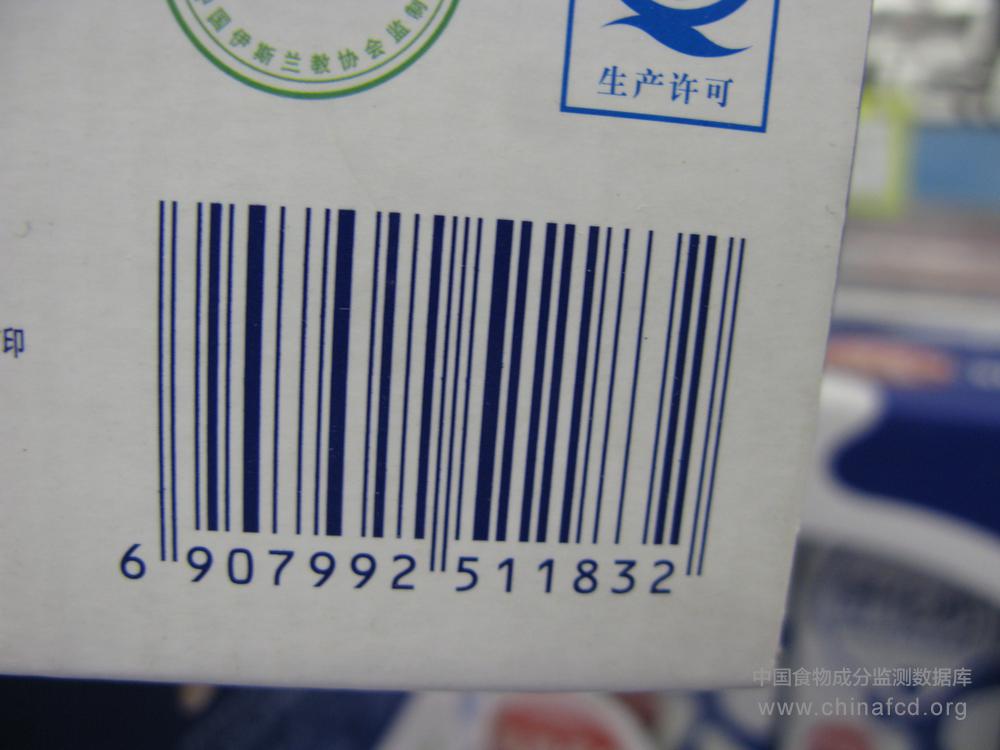 中国伊斯兰教协会监制
生产许可
印
6 907992 511832
中国食物成分监测数据库
www.chinafcd.org